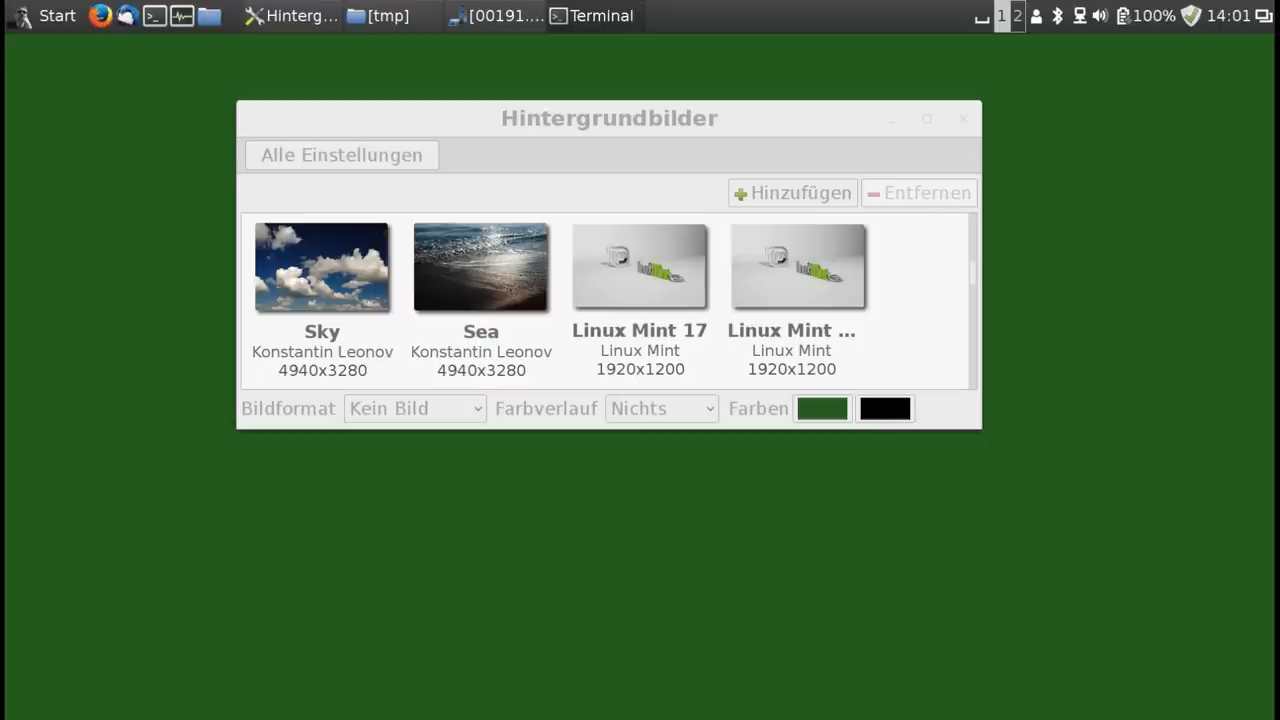 Start Hinterg... [tmp] [00191.... Terminal 1 2 100% 14:01
Hintergrundbilder
Alle Einstellungen
Hinzufügen Entfernen
Sky Sea Linux Mint 17 Linux Mint ...
Konstantin Leonov Konstantin Leonov Linux Mint Linux Mint
4940x3280 4940x3280 1920x1200 1920x1200
Bildformat Kein Bild Farbverlauf Nichts Farben